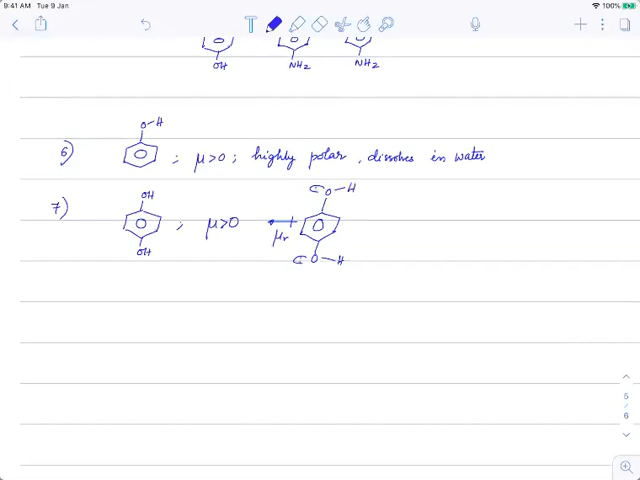 9:41 AM Tue 9 Jan
100%
OH NH2 NH2
O-H
6) ; μ>0 ; highly polar, dissolves in water
OH O-H
7) ; μ>0 μr
OH O-H
5
/
6